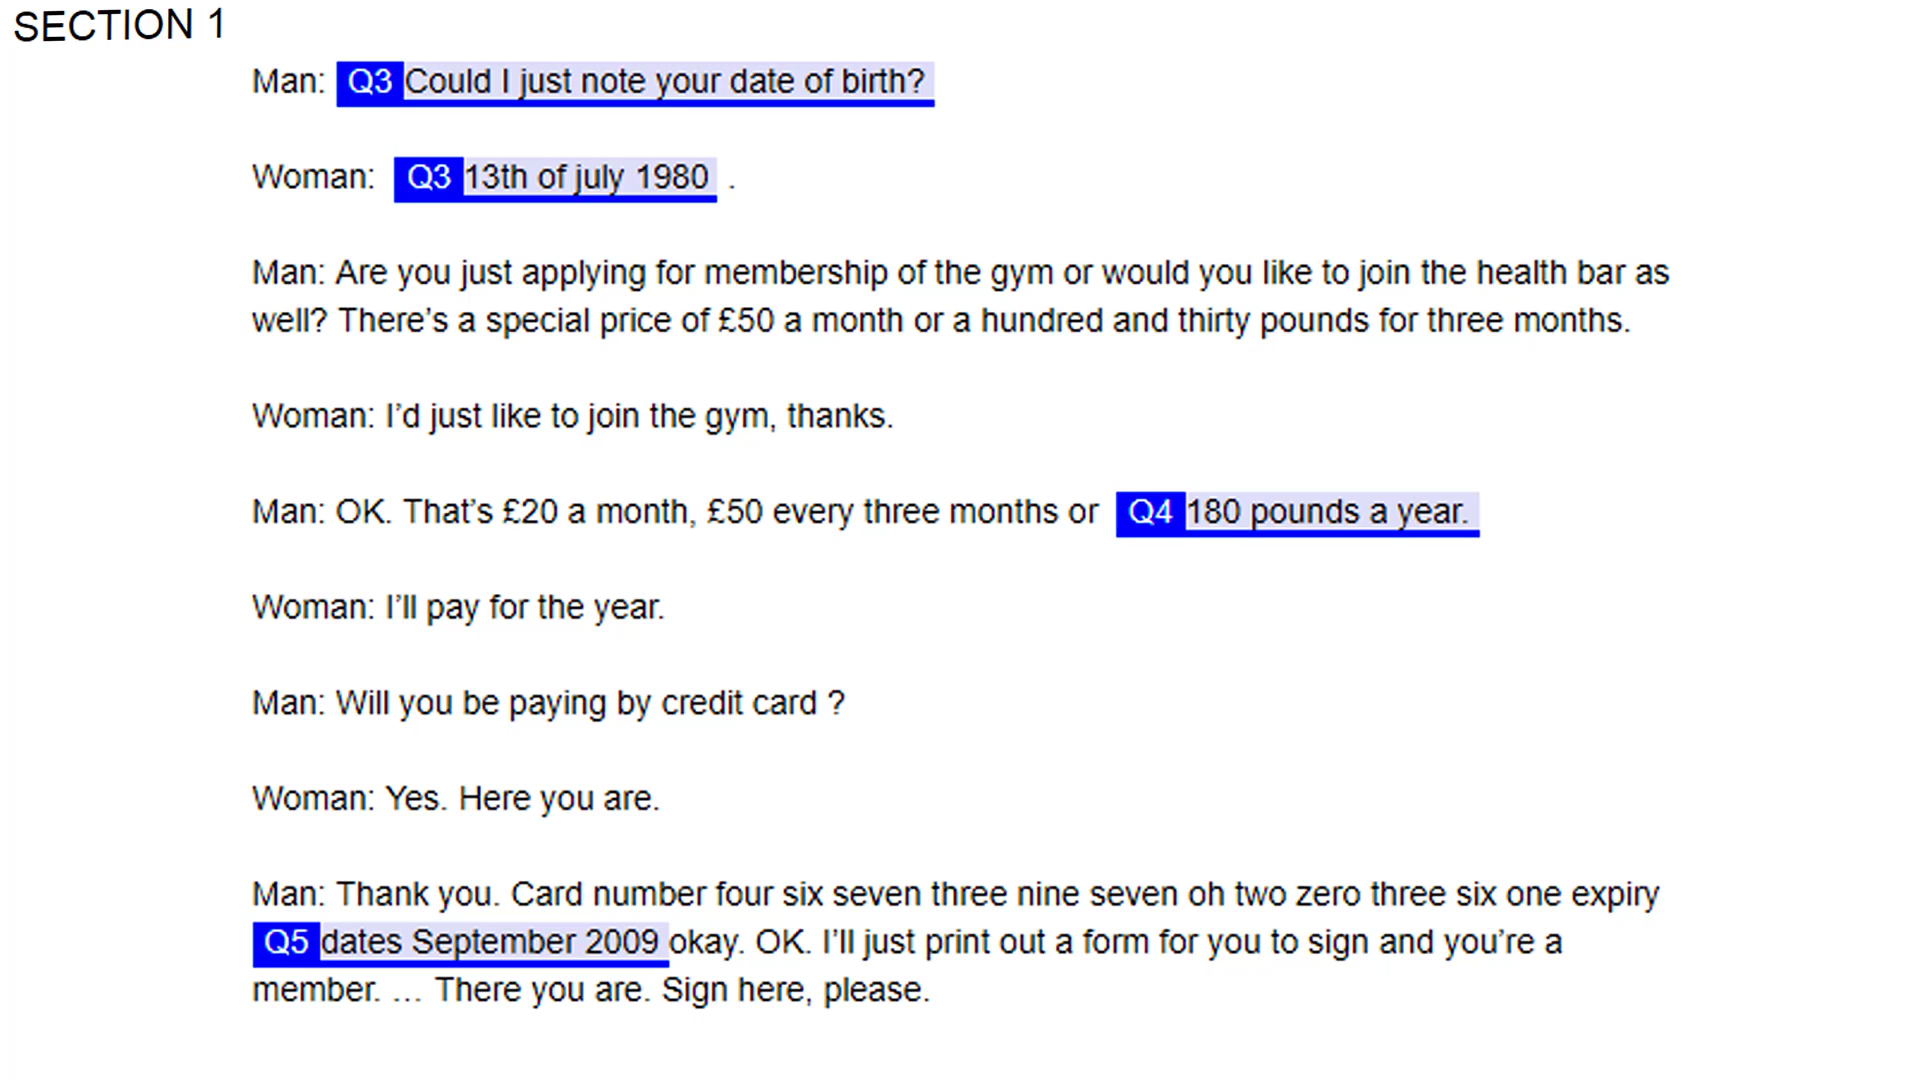 SECTION 1
Man: Q3 Could I just note your date of birth?
Woman: Q3 13th of july 1980 .
Man: Are you just applying for membership of the gym or would you like to join the health bar as
well? There’s a special price of £50 a month or a hundred and thirty pounds for three months.
Woman: I’d just like to join the gym, thanks.
Man: OK. That’s £20 a month, £50 every three months or Q4 180 pounds a year.
Woman: I’ll pay for the year.
Man: Will you be paying by credit card ?
Woman: Yes. Here you are.
Man: Thank you. Card number four six seven three nine seven oh two zero three six one expiry
Q5 dates September 2009 okay. OK. I’ll just print out a form for you to sign and you’re a
member. … There you are. Sign here, please.